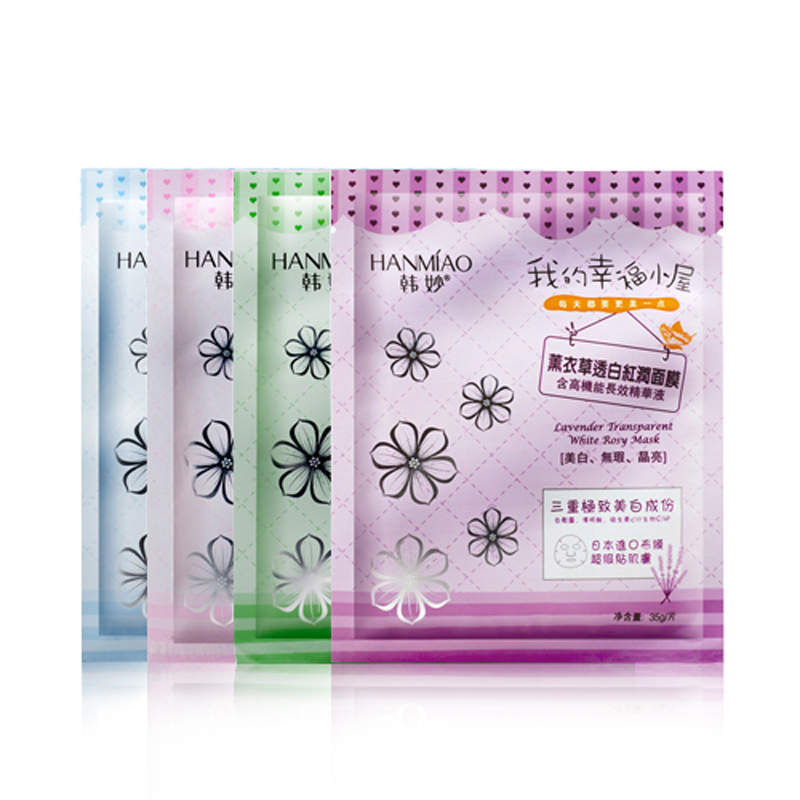 HA
HANM
韩
HANM
韩
HANMÍAO
韩妙®
我的幸福小屋
每天都要更美一点
薰衣草透白紅潤面膜
含高機能長效精華液
Lavender Transparent
White Rosy Mask
[美白、無瑕、晶亮]
三重極致美白成份
日本進口布膜
超服貼肌膚
净含量: 35g/片